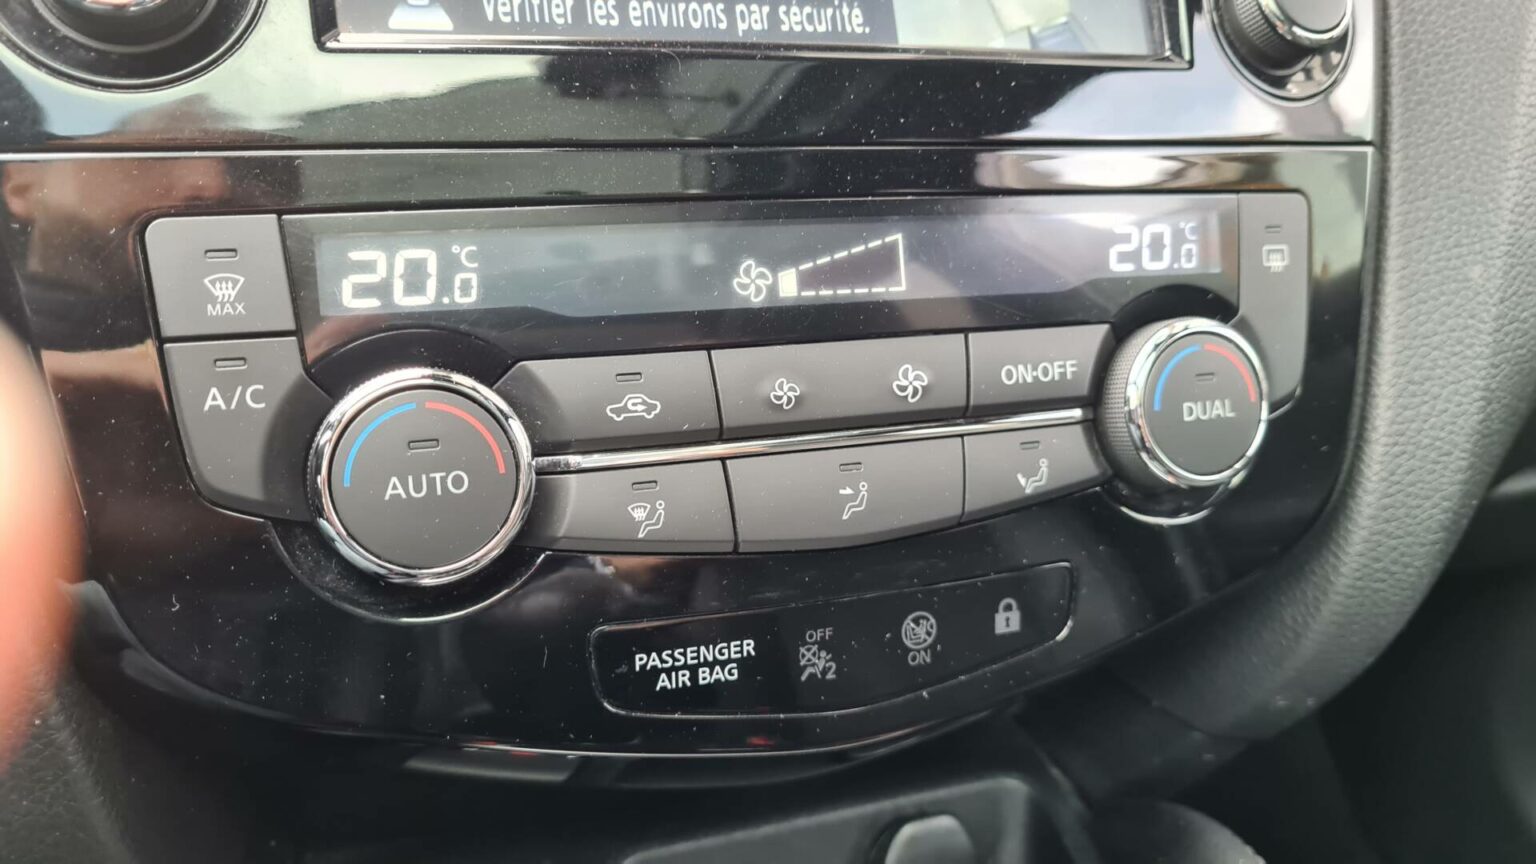 Vérifier les environs par sécurité.
20.0 °C
20.0 °C
MAX
A/C
AUTO
ON·OFF
DUAL
PASSENGER
AIR BAG
OFF
2
ON